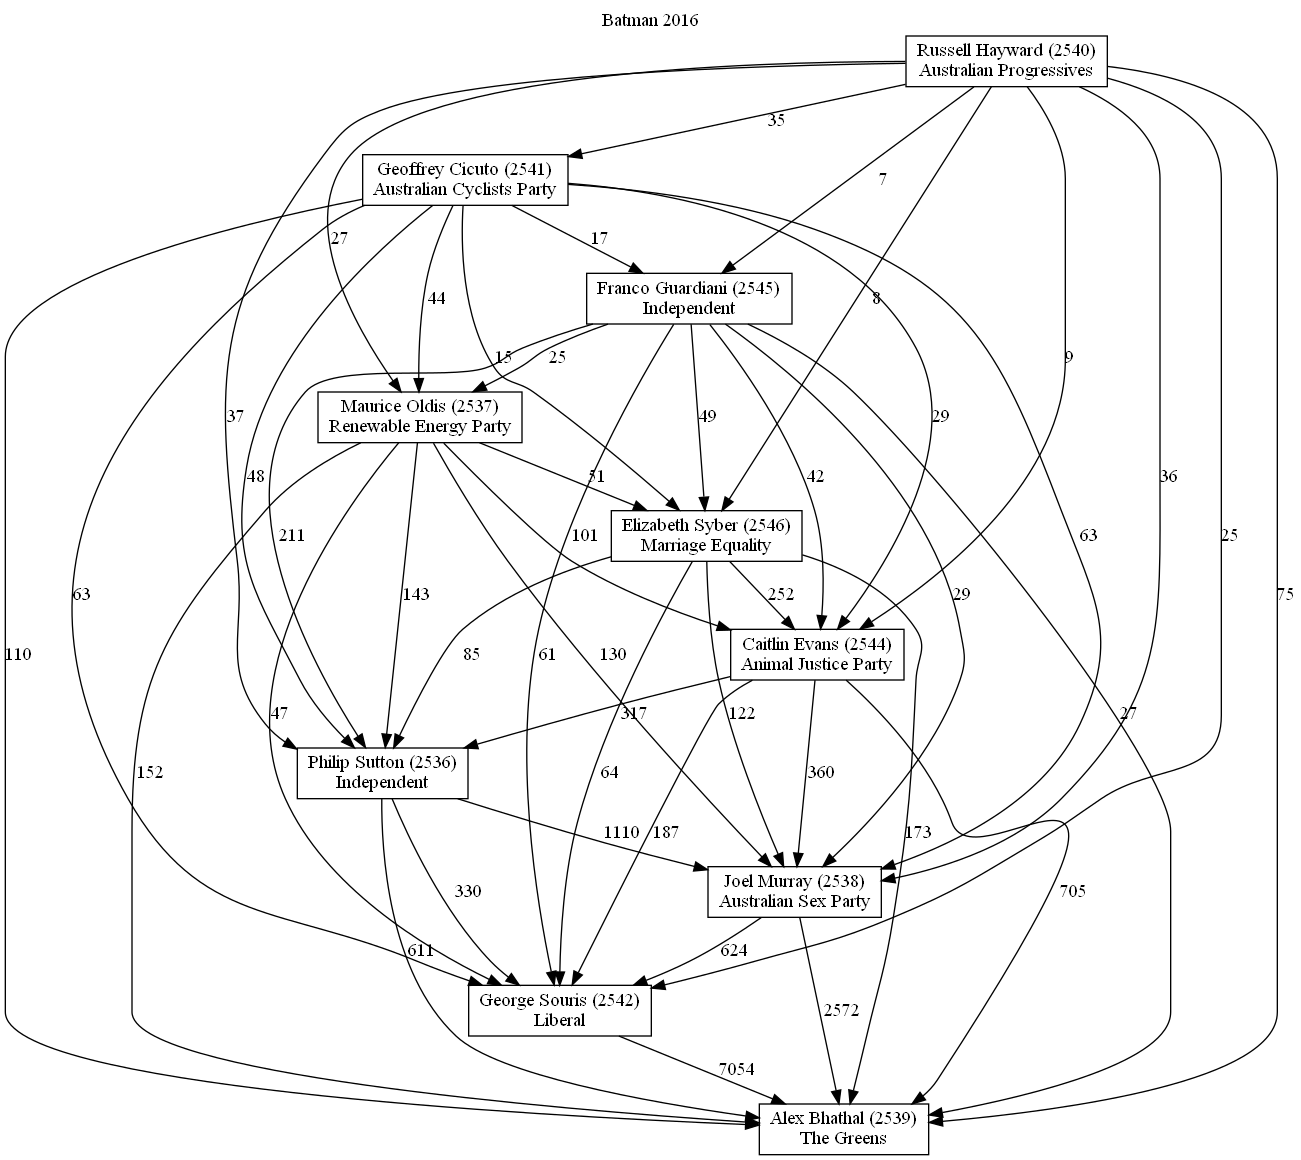 Batman 2016
Russell Hayward (2540)
Australian Progressives
35
Geoffrey Cicuto (2541)
Australian Cyclists Party
7
27
17
Franco Guardiani (2545)
Independent
44
8
15
25
9
Maurice Oldis (2537)
Renewable Energy Party
37
49
29
48
51
42
36
Elizabeth Syber (2546)
Marriage Equality
211
101
63
25
63
143
252
29
75
Caitlin Evans (2544)
Animal Justice Party
110
85
61
130
47
317
122
27
Philip Sutton (2536)
Independent
152
64
360
1110
187
173
Joel Murray (2538)
Australian Sex Party
330
705
611
624
George Souris (2542)
Liberal
2572
7054
Alex Bhathal (2539)
The Greens